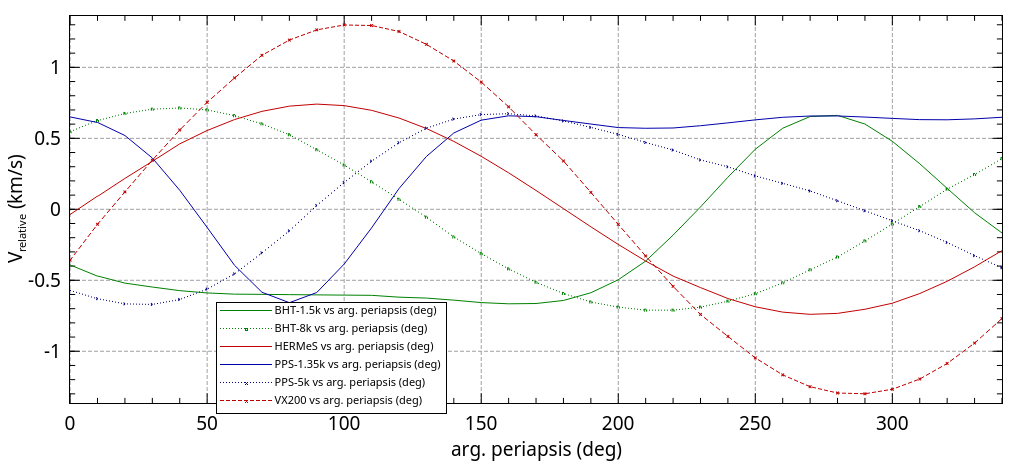 1
0.5
0
-0.5
-1
V relative (km/s)
BHT-1.5k vs arg. periapsis (deg)
BHT-8k vs arg. periapsis (deg)
HERMeS vs arg. periapsis (deg)
PPS-1.35k vs arg. periapsis (deg)
PPS-5k vs arg. periapsis (deg)
VX200 vs arg. periapsis (deg)
0 50 100 150 200 250 300
arg. periapsis (deg)